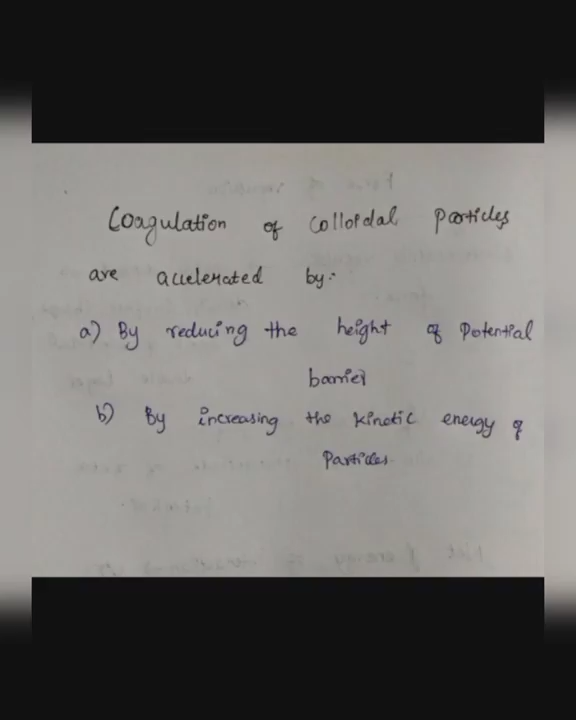 Coagulation of Colloidal Particles
are accelerated by:-
a) By reducing the height of Potential
barrier
b) By increasing the kinetic energy of
Particles